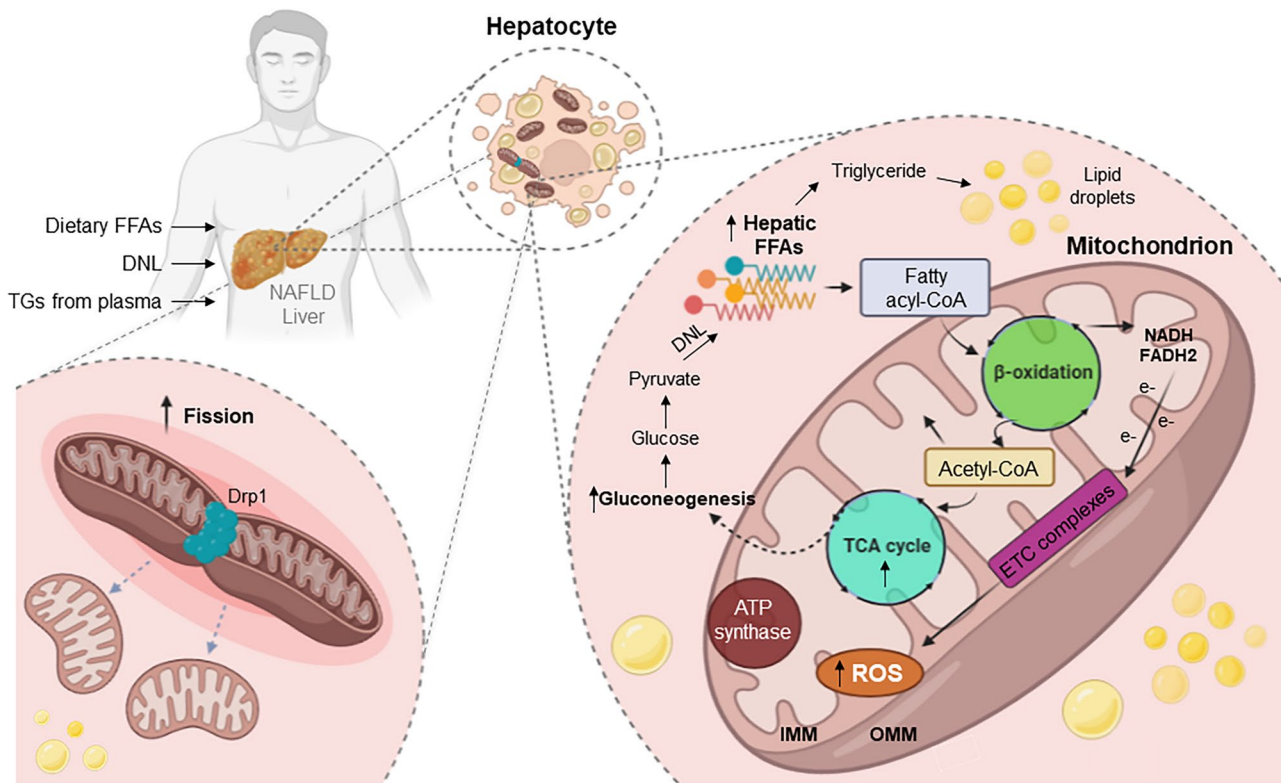 Hepatocyte
Dietary FFAs
DNL
TGs from plasma
NAFLD
Liver
Fission
Drp1
Triglyceride
Lipid
droplets
Hepatic
FFAs
Mitochondrion
Fatty
acyl-CoA
NADH
FADH2
β-oxidation
DNL
Pyruvate
e-
e-
e-
Glucose
Acetyl-CoA
Gluconeogenesis
ETC complexes
TCA cycle
ATP
synthase
ROS
IMM
OMM